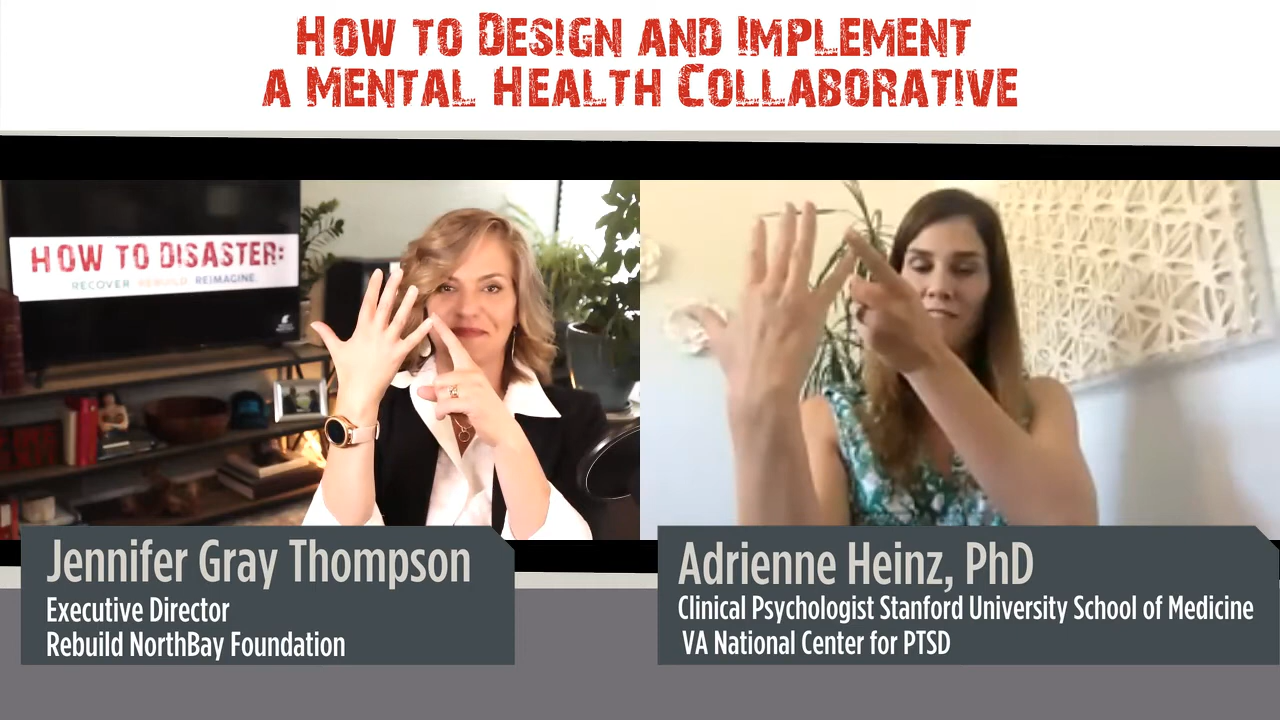 How to Design and Implement
a Mental Health Collaborative
HOW TO DISASTER:
RECOVER. REBUILD. REIMAGINE.
Jennifer Gray Thompson
Executive Director
Rebuild NorthBay Foundation
Adrienne Heinz, PhD
Clinical Psychologist Stanford University School of Medicine
VA National Center for PTSD